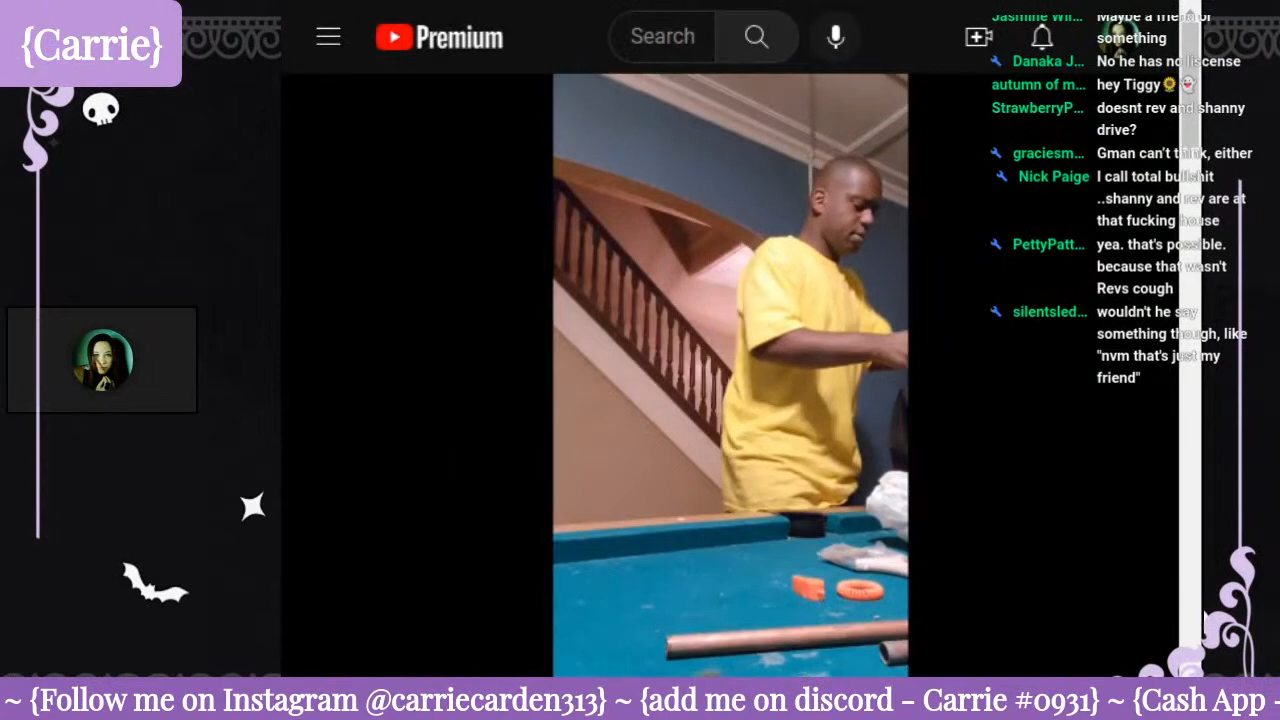 {Carrie}
Premium
Search
Jasmine Wil... Maybe a friend or
something
Danaka J... No he has no liscense
autumn of m... hey Tiggy🌻👻
StrawberryP... doesnt rev and shanny
drive?
graciesm... Gman can't think, either
Nick Paige I call total bullshit
..shanny and rev are at
that fucking house
PettyPatt... yea. that's possible.
because that wasn't
Revs cough
silentsled... wouldn't he say
something though, like
"nvm that's just my
friend"
~ {Follow me on Instagram @carriecarden313} ~ {add me on discord - Carrie #0931} ~ {Cash App -